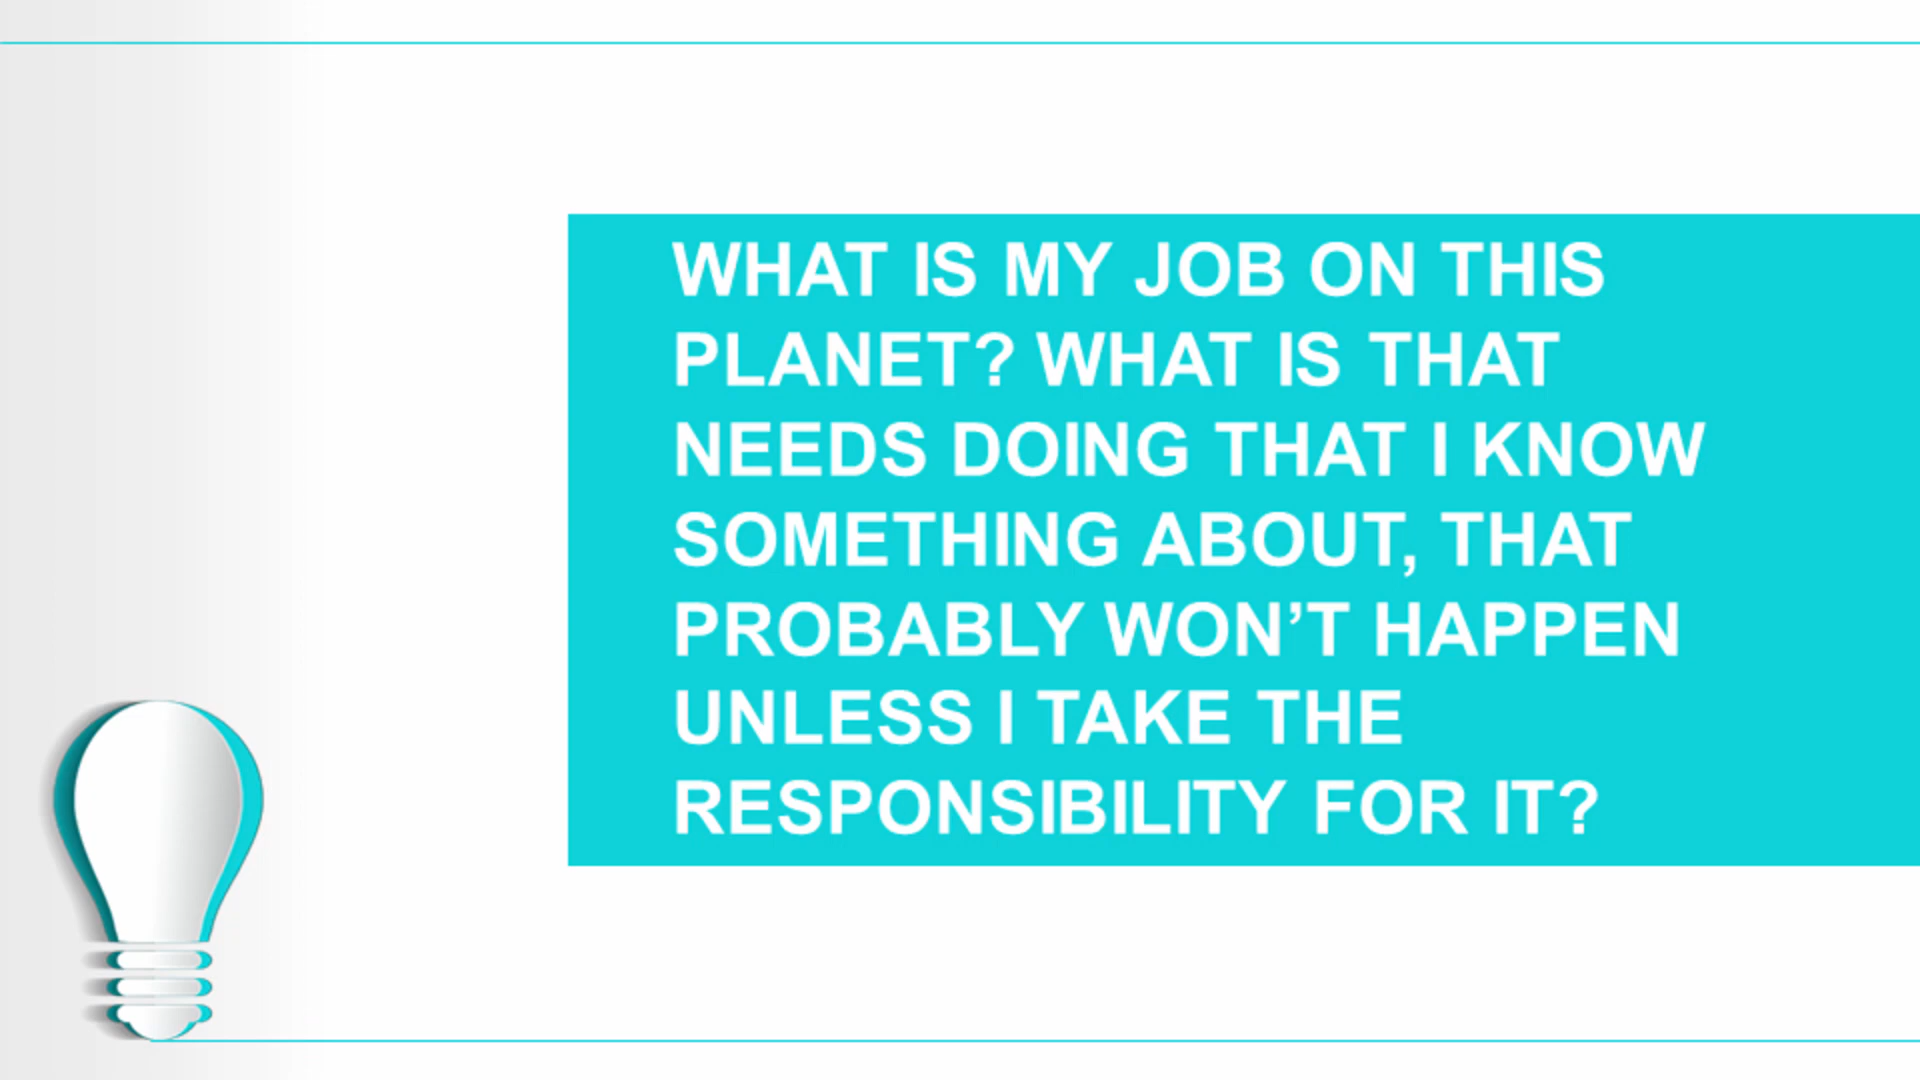 WHAT IS MY JOB ON THIS
PLANET? WHAT IS THAT
NEEDS DOING THAT I KNOW
SOMETHING ABOUT, THAT
PROBABLY WON’T HAPPEN
UNLESS I TAKE THE
RESPONSIBILITY FOR IT?